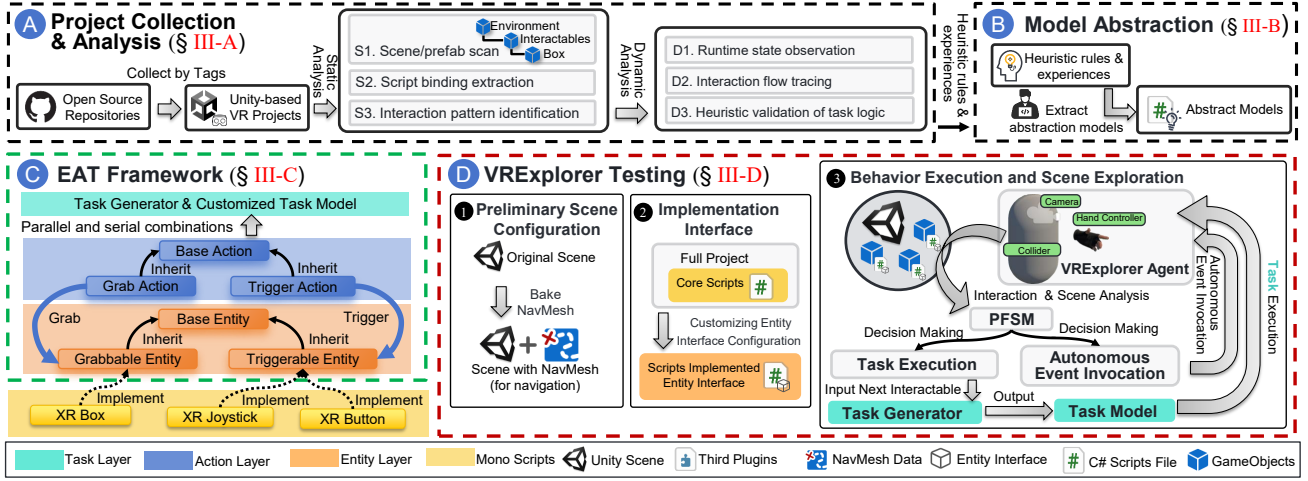 A Project Collection
& Analysis (§ III-A)
Collect by Tags
Open Source
Repositories
Unity-based
VR Projects
Static
Analysis
Environment
Interactables
Box
S1. Scene/prefab scan
S2. Script binding extraction
S3. Interaction pattern identification
Dynamic
Analysis
D1. Runtime state observation
D2. Interaction flow tracing
D3. Heuristic validation of task logic
Heuristic rules &
experiences
B Model Abstraction (§ III-B)
Heuristic rules
& experiences
Extract
abstraction models
Abstract Models
C EAT Framework (§ III-C)
Task Generator & Customized Task Model
Parallel and serial combinations
Base Action
Inherit
Inherit
Grab Action
Trigger Action
Grab
Trigger
Base Entity
Inherit
Inherit
Grabbable Entity
Triggerable Entity
Implement
Implement
Implement
XR Box
XR Joystick
XR Button
D VRExplorer Testing (§ III-D)
1 Preliminary Scene
Configuration
Original Scene
Bake
NavMesh
Scene with NavMesh
(for navigation)
2 Implementation
Interface
Full Project
Core Scripts
Customizing Entity
Interface Configuration
Scripts Implemented
Entity Interface
3 Behavior Execution and Scene Exploration
Camera
Hand Controller
Collider
VRExplorer Agent
Interaction & Scene Analysis
PFSM
Decision Making
Decision Making
Task Execution
Autonomous
Event Invocation
Input Next Interactable
Task Generator
Output
Task Model
Autonomous
Event Invocation
Task Execution
Task Layer
Action Layer
Entity Layer
Mono Scripts
Unity Scene
Third Plugins
NavMesh Data
Entity Interface
C# Scripts File
GameObjects